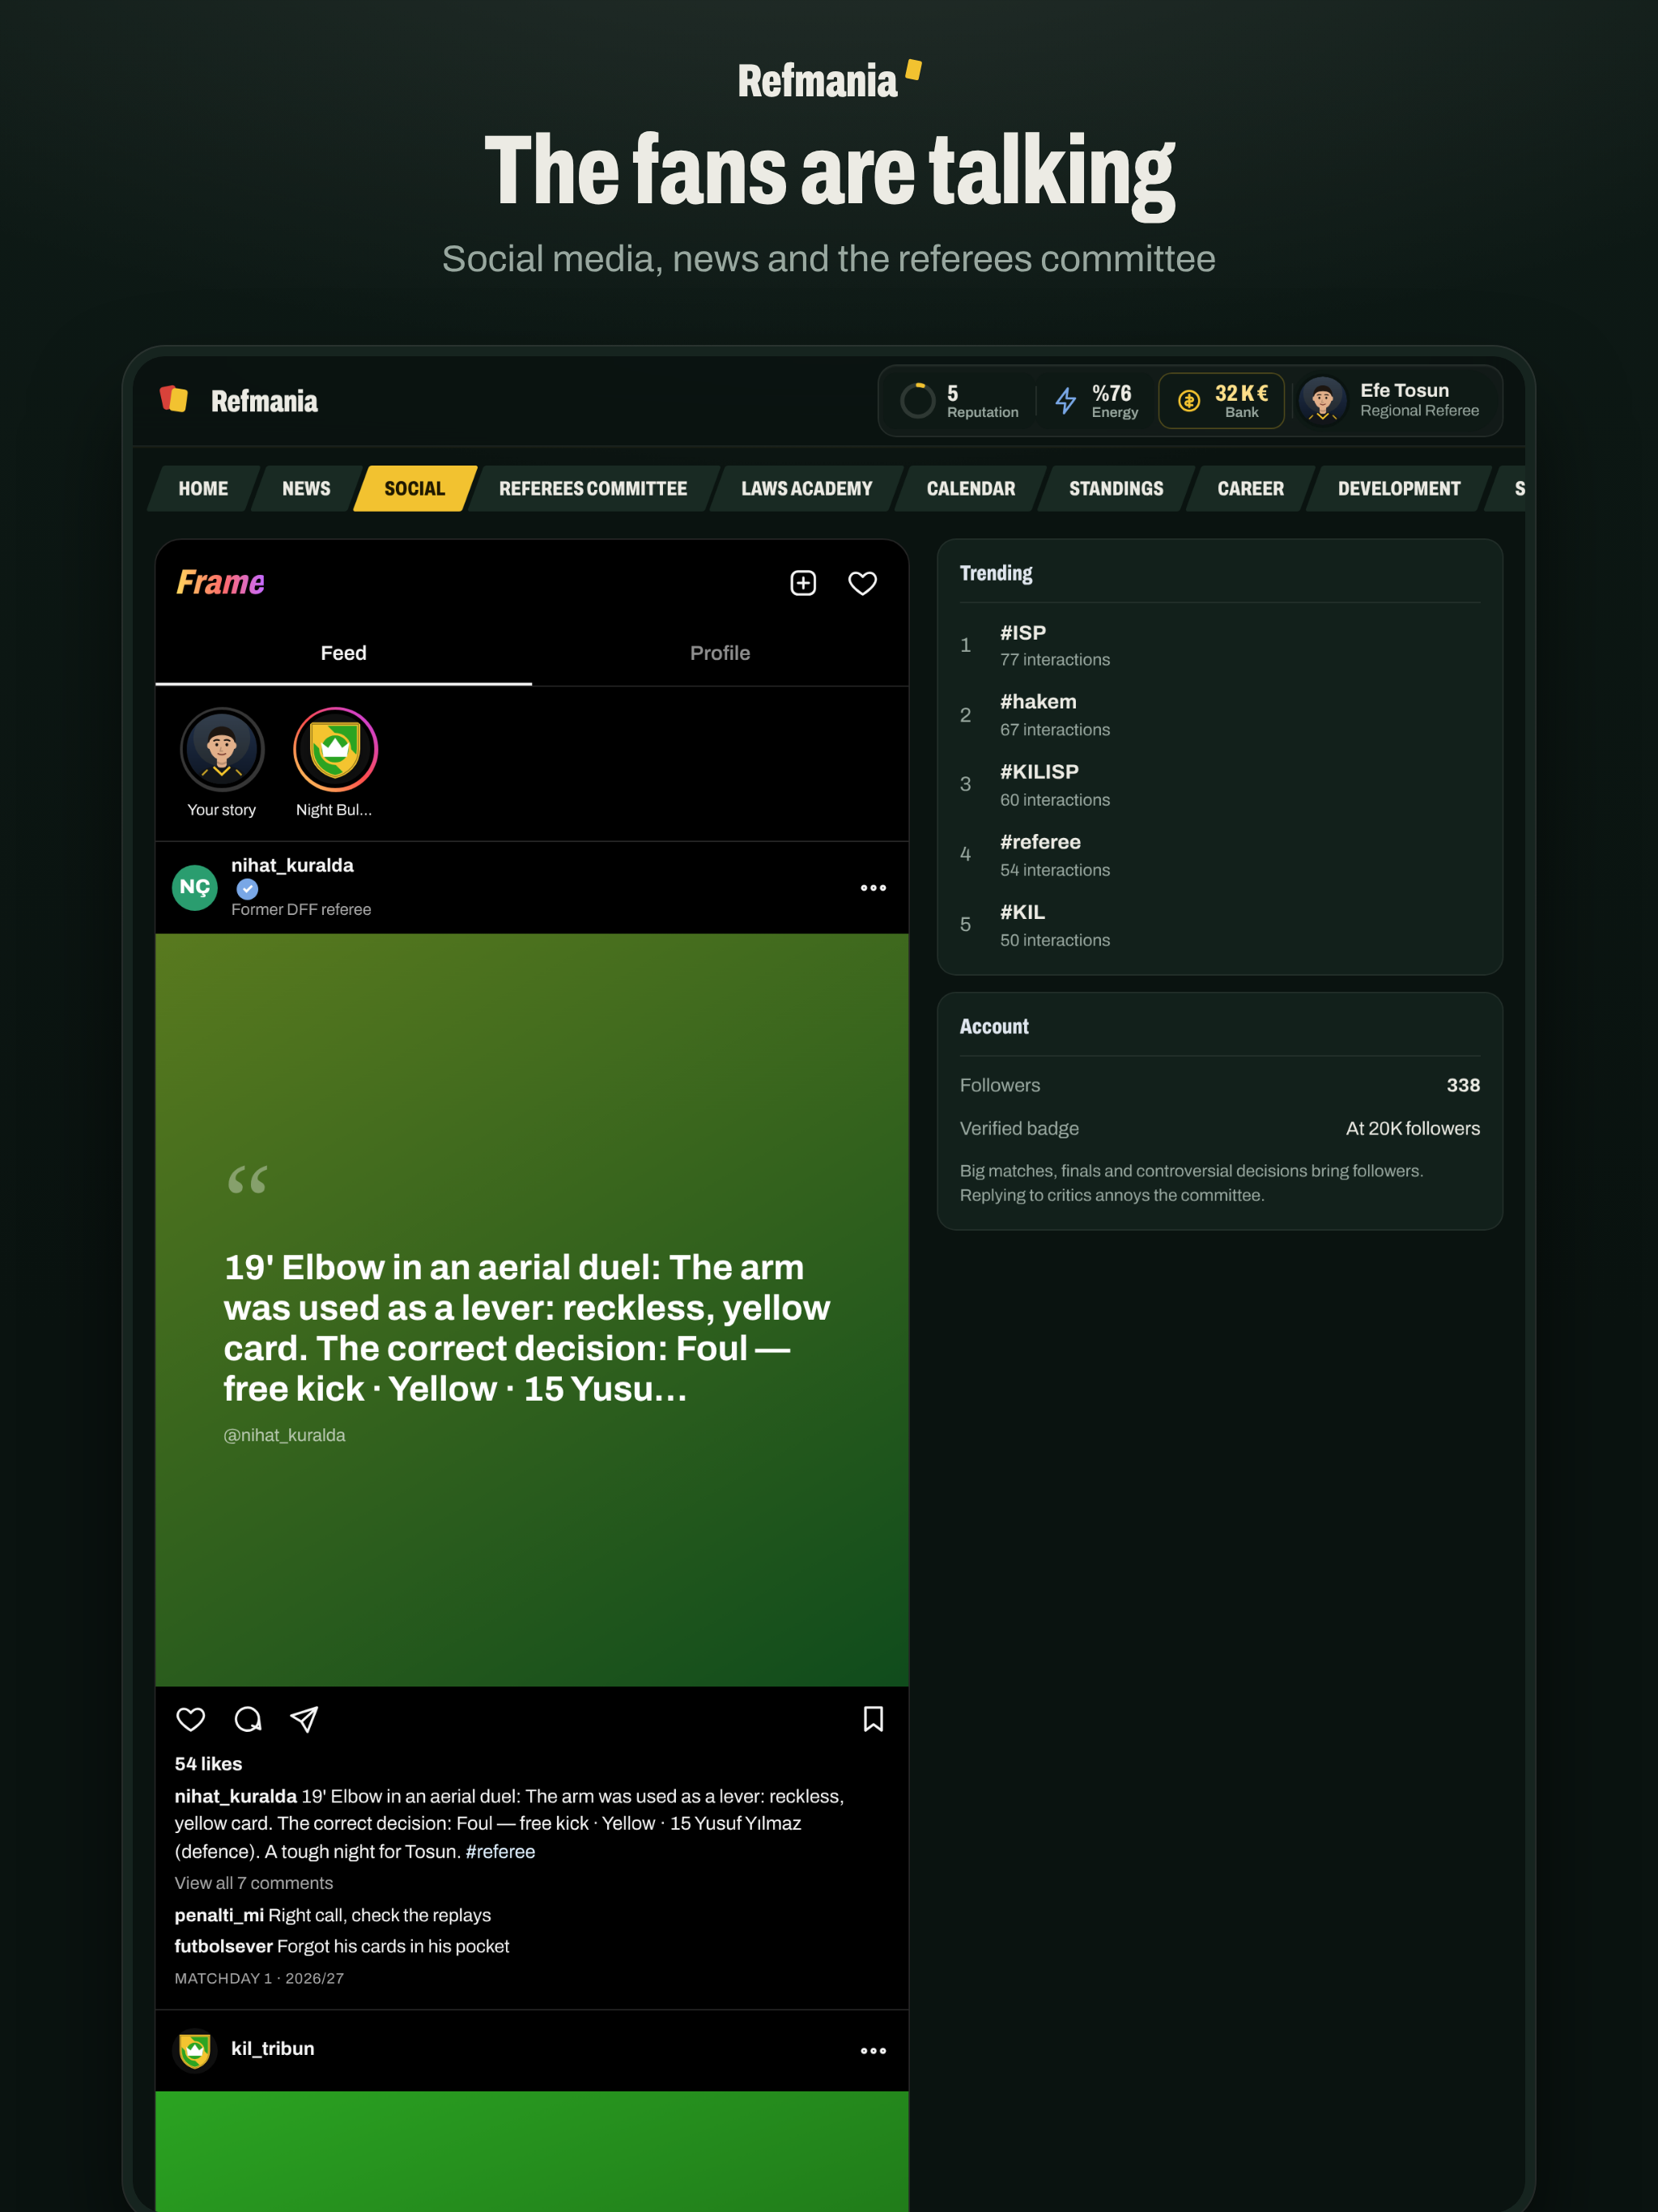 Refmania
The fans are talking
Social media, news and the referees committee
Refmania
5
Reputation
%76
Energy
32 K €
Bank
Efe Tosun
Regional Referee
HOME
NEWS
SOCIAL
REFEREES COMMITTEE
LAWS ACADEMY
CALENDAR
STANDINGS
CAREER
DEVELOPMENT
S
Frame
Feed
Profile
Your story
Night Bul...
NÇ
nihat_kuralda
Former DFF referee
“
19' Elbow in an aerial duel: The arm
was used as a lever: reckless, yellow
card. The correct decision: Foul —
free kick · Yellow · 15 Yusu...
@nihat_kuralda
54 likes
nihat_kuralda 19' Elbow in an aerial duel: The arm was used as a lever: reckless,
yellow card. The correct decision: Foul — free kick · Yellow · 15 Yusuf Yılmaz
(defence). A tough night for Tosun. #referee
View all 7 comments
penalti_mi Right call, check the replays
futbolsever Forgot his cards in his pocket
MATCHDAY 1 · 2026/27
kil_tribun
Trending
1
#ISP
77 interactions
2
#hakem
67 interactions
3
#KILISP
60 interactions
4
#referee
54 interactions
5
#KIL
50 interactions
Account
Followers
338
Verified badge
At 20K followers
Big matches, finals and controversial decisions bring followers.
Replying to critics annoys the committee.